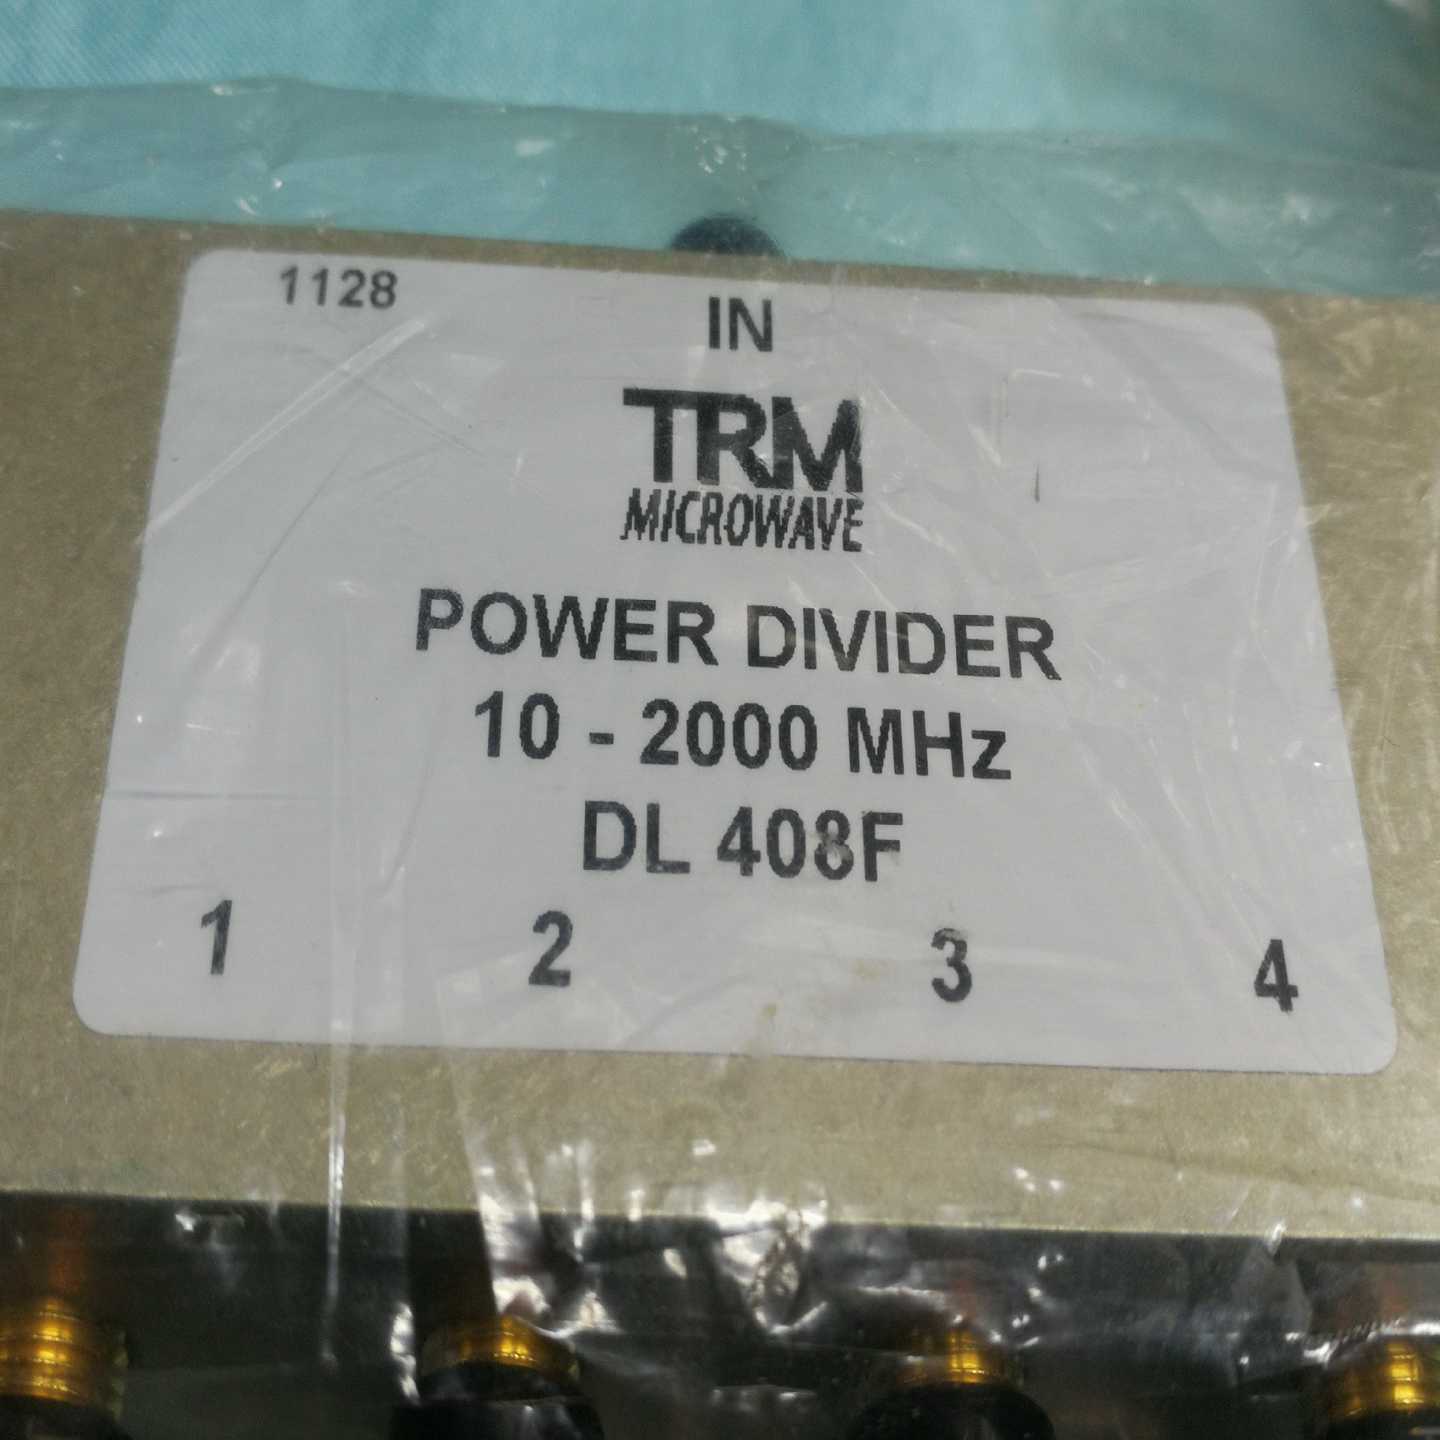 1128
IN
TRM
MICROWAVE
POWER DIVIDER
10 - 2000 MHz
DL 408F
1 2 3 4